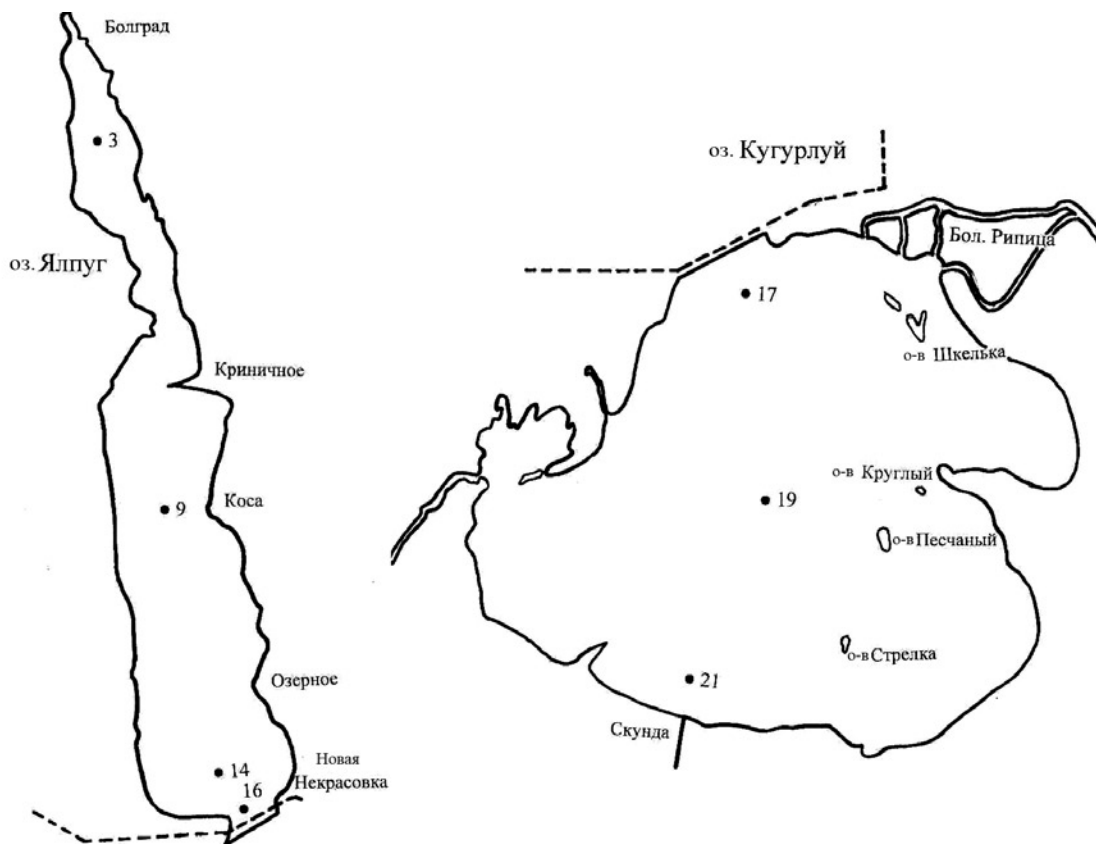 Болград
3
оз. Ялпуг
Криничное
9
Коса
Озерное
14
Новая
Некрасовка
16
оз. Кугурлуй
Бол. Рипица
17
о-в Шкелька
о-в Круглый
19
о-в Песчаный
о-в Стрелка
21
Скунда